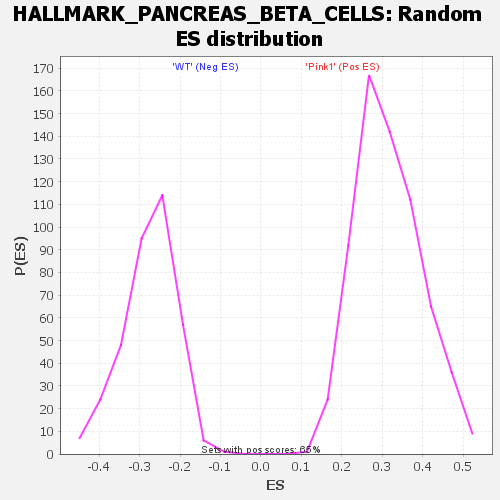 HALLMARK_PANCREAS_BETA_CELLS: Random
ES distribution
'WT' (Neg ES)
'Pink1' (Pos ES)
170
160
150
140
130
120
110
100
90
80
70
60
50
40
30
20
10
0
P(ES)
Sets with pos scores: 65%
-0.4 -0.3 -0.2 -0.1 0.0 0.1 0.2 0.3 0.4 0.5
ES